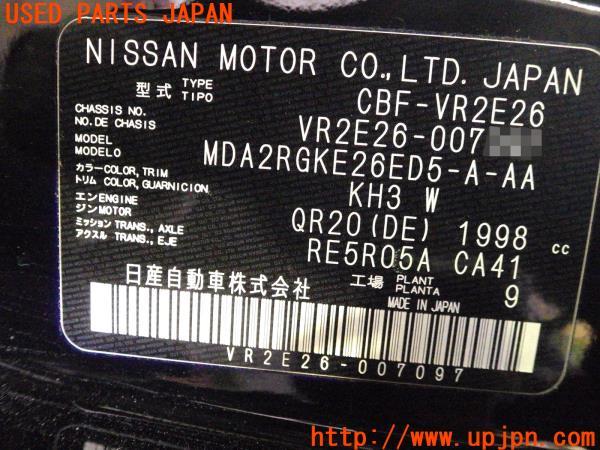 USED PARTS JAPAN
NISSAN MOTOR CO., LTD. JAPAN
型式 TYPE TIPO CBF-VR2E26
CHASSIS NO. NO. DE CHASIS VR2E26-007
MODEL MODELO MDA2RGKE26ED5-A-AA
カラー COLOR, TRIM トリム COLOR, GUARNICION KH3 W
エンジン ENGINE MOTOR QR20 (DE) 1998 cc
ミッション TRANS., AXLE アクスル TRANS., EJE RE5R05A CA41
日産自動車株式会社 工場 PLANT PLANTA 9
MADE IN JAPAN
VR2E26-007097
http://www.upjpn.com